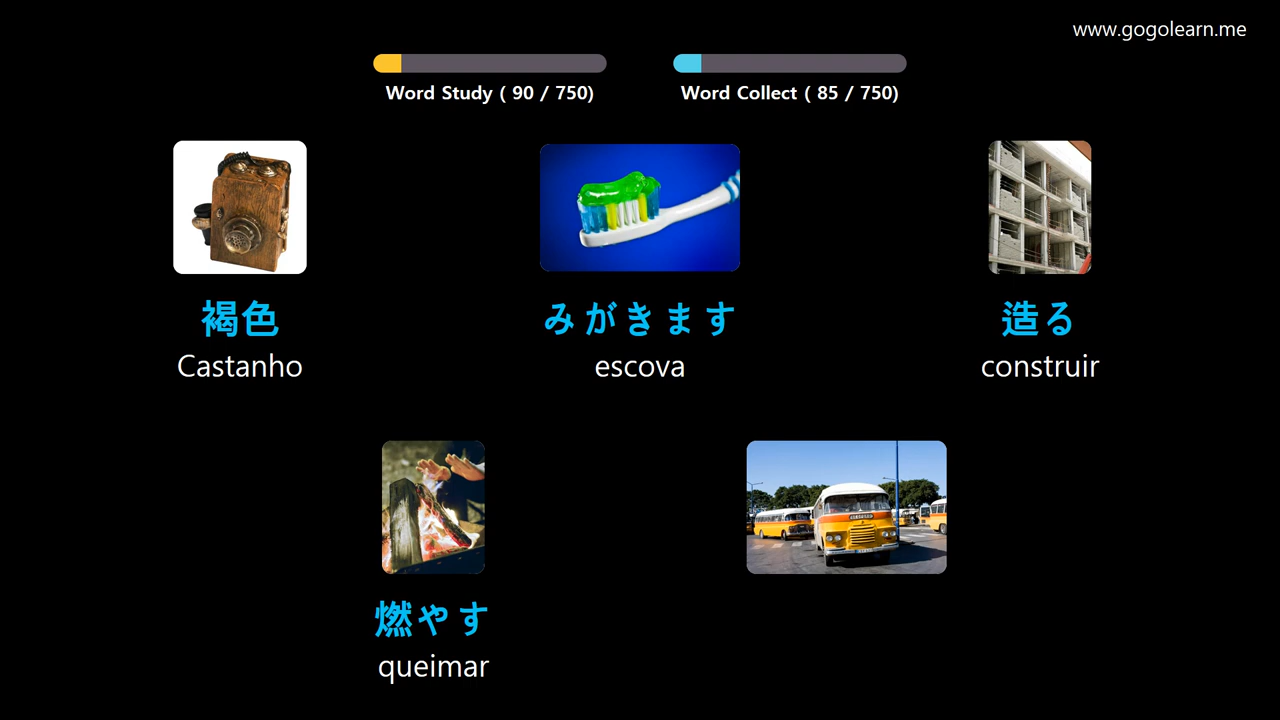 www.gogolearn.me
Word Study ( 90 / 750)
Word Collect ( 85 / 750)
褐色
Castanho
みがきます
escova
造る
construir
燃やす
queimar